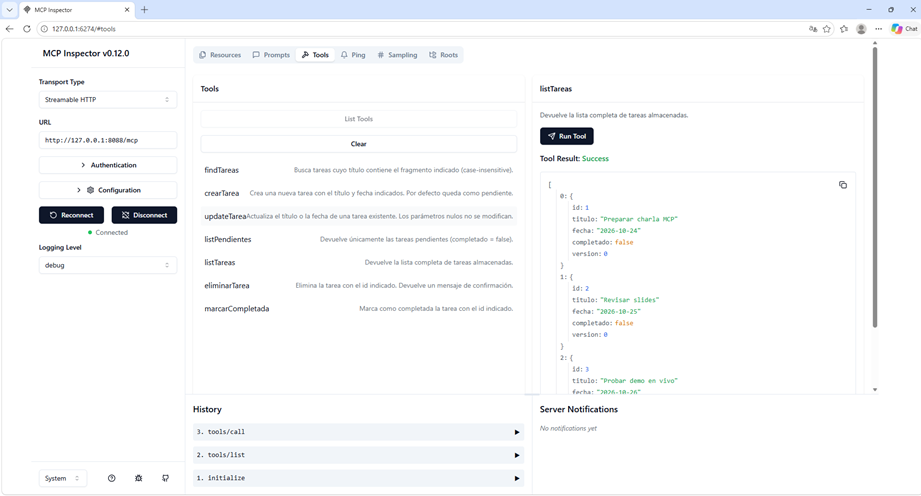 MCP Inspector
127.0.0.1:6274/#tools
Chat
MCP Inspector v0.12.0
Transport Type
Streamable HTTP
URL
http://127.0.0.1:8088/mcp
Authentication
Configuration
Reconnect
Disconnect
Connected
Logging Level
debug
System
Resources
Prompts
Tools
Ping
Sampling
Roots
Tools
List Tools
Clear
findTareas Busca tareas cuyo título contiene el fragmento indicado (case-insensitive).
crearTarea Crea una nueva tarea con el título y fecha indicados. Por defecto queda como pendiente.
updateTarea Actualiza el título o la fecha de una tarea existente. Los parámetros nulos no se modifican.
listPendientes Devuelve únicamente las tareas pendientes (completado = false).
listTareas Devuelve la lista completa de tareas almacenadas.
eliminarTarea Elimina la tarea con el id indicado. Devuelve un mensaje de confirmación.
marcarCompletada Marca como completada la tarea con el id indicado.
listTareas
Devuelve la lista completa de tareas almacenadas.
Run Tool
Tool Result: Success
[
0: {
id: 1
titulo: "Preparar charla MCP"
fecha: "2026-10-24"
completado: false
version: 0
}
1: {
id: 2
titulo: "Revisar slides"
fecha: "2026-10-25"
completado: false
version: 0
}
2: {
id: 3
titulo: "Probar demo en vivo"
fecha: "2026-10-26"
History
3. tools/call
2. tools/list
1. initialize
Server Notifications
No notifications yet